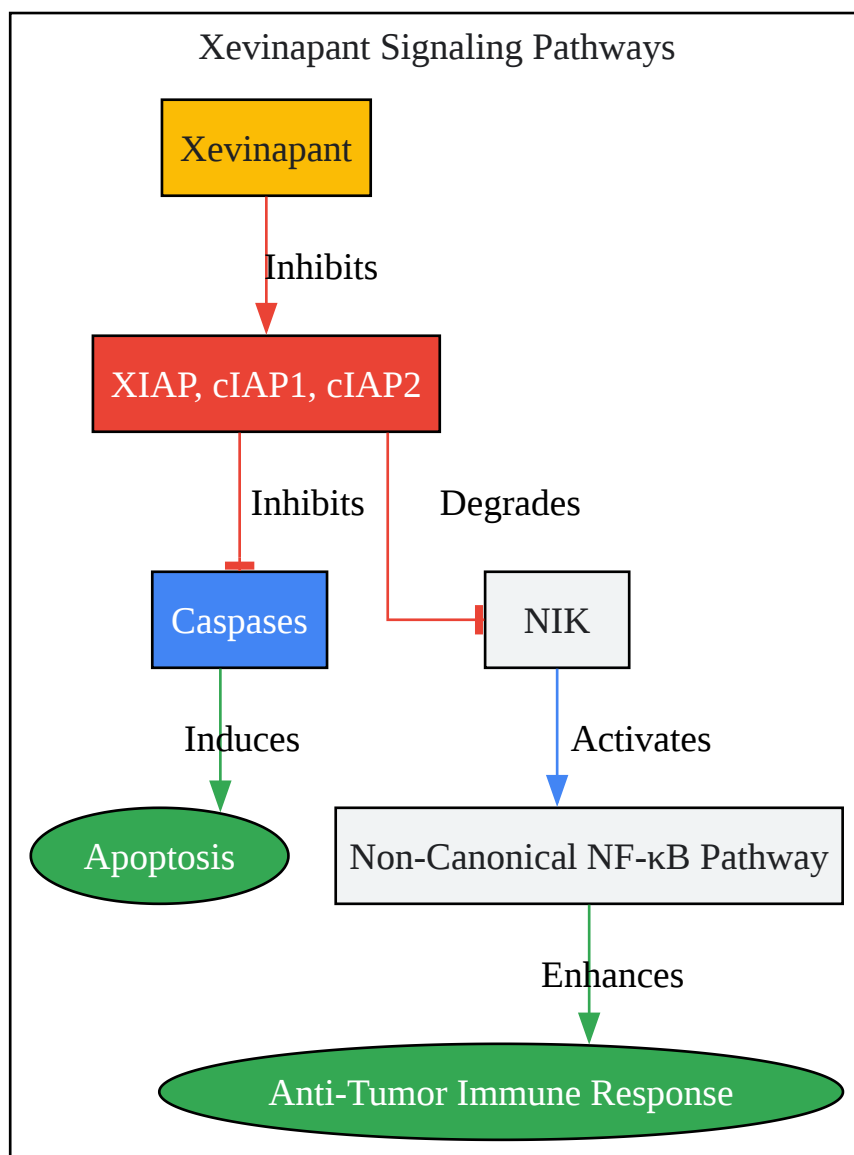 Xevinapant Signaling Pathways
Xevinapant
Inhibits
XIAP, cIAP1, cIAP2
Inhibits
Degrades
Caspases
NIK
Induces
Activates
Apoptosis
Non-Canonical NF-κB Pathway
Enhances
Anti-Tumor Immune Response